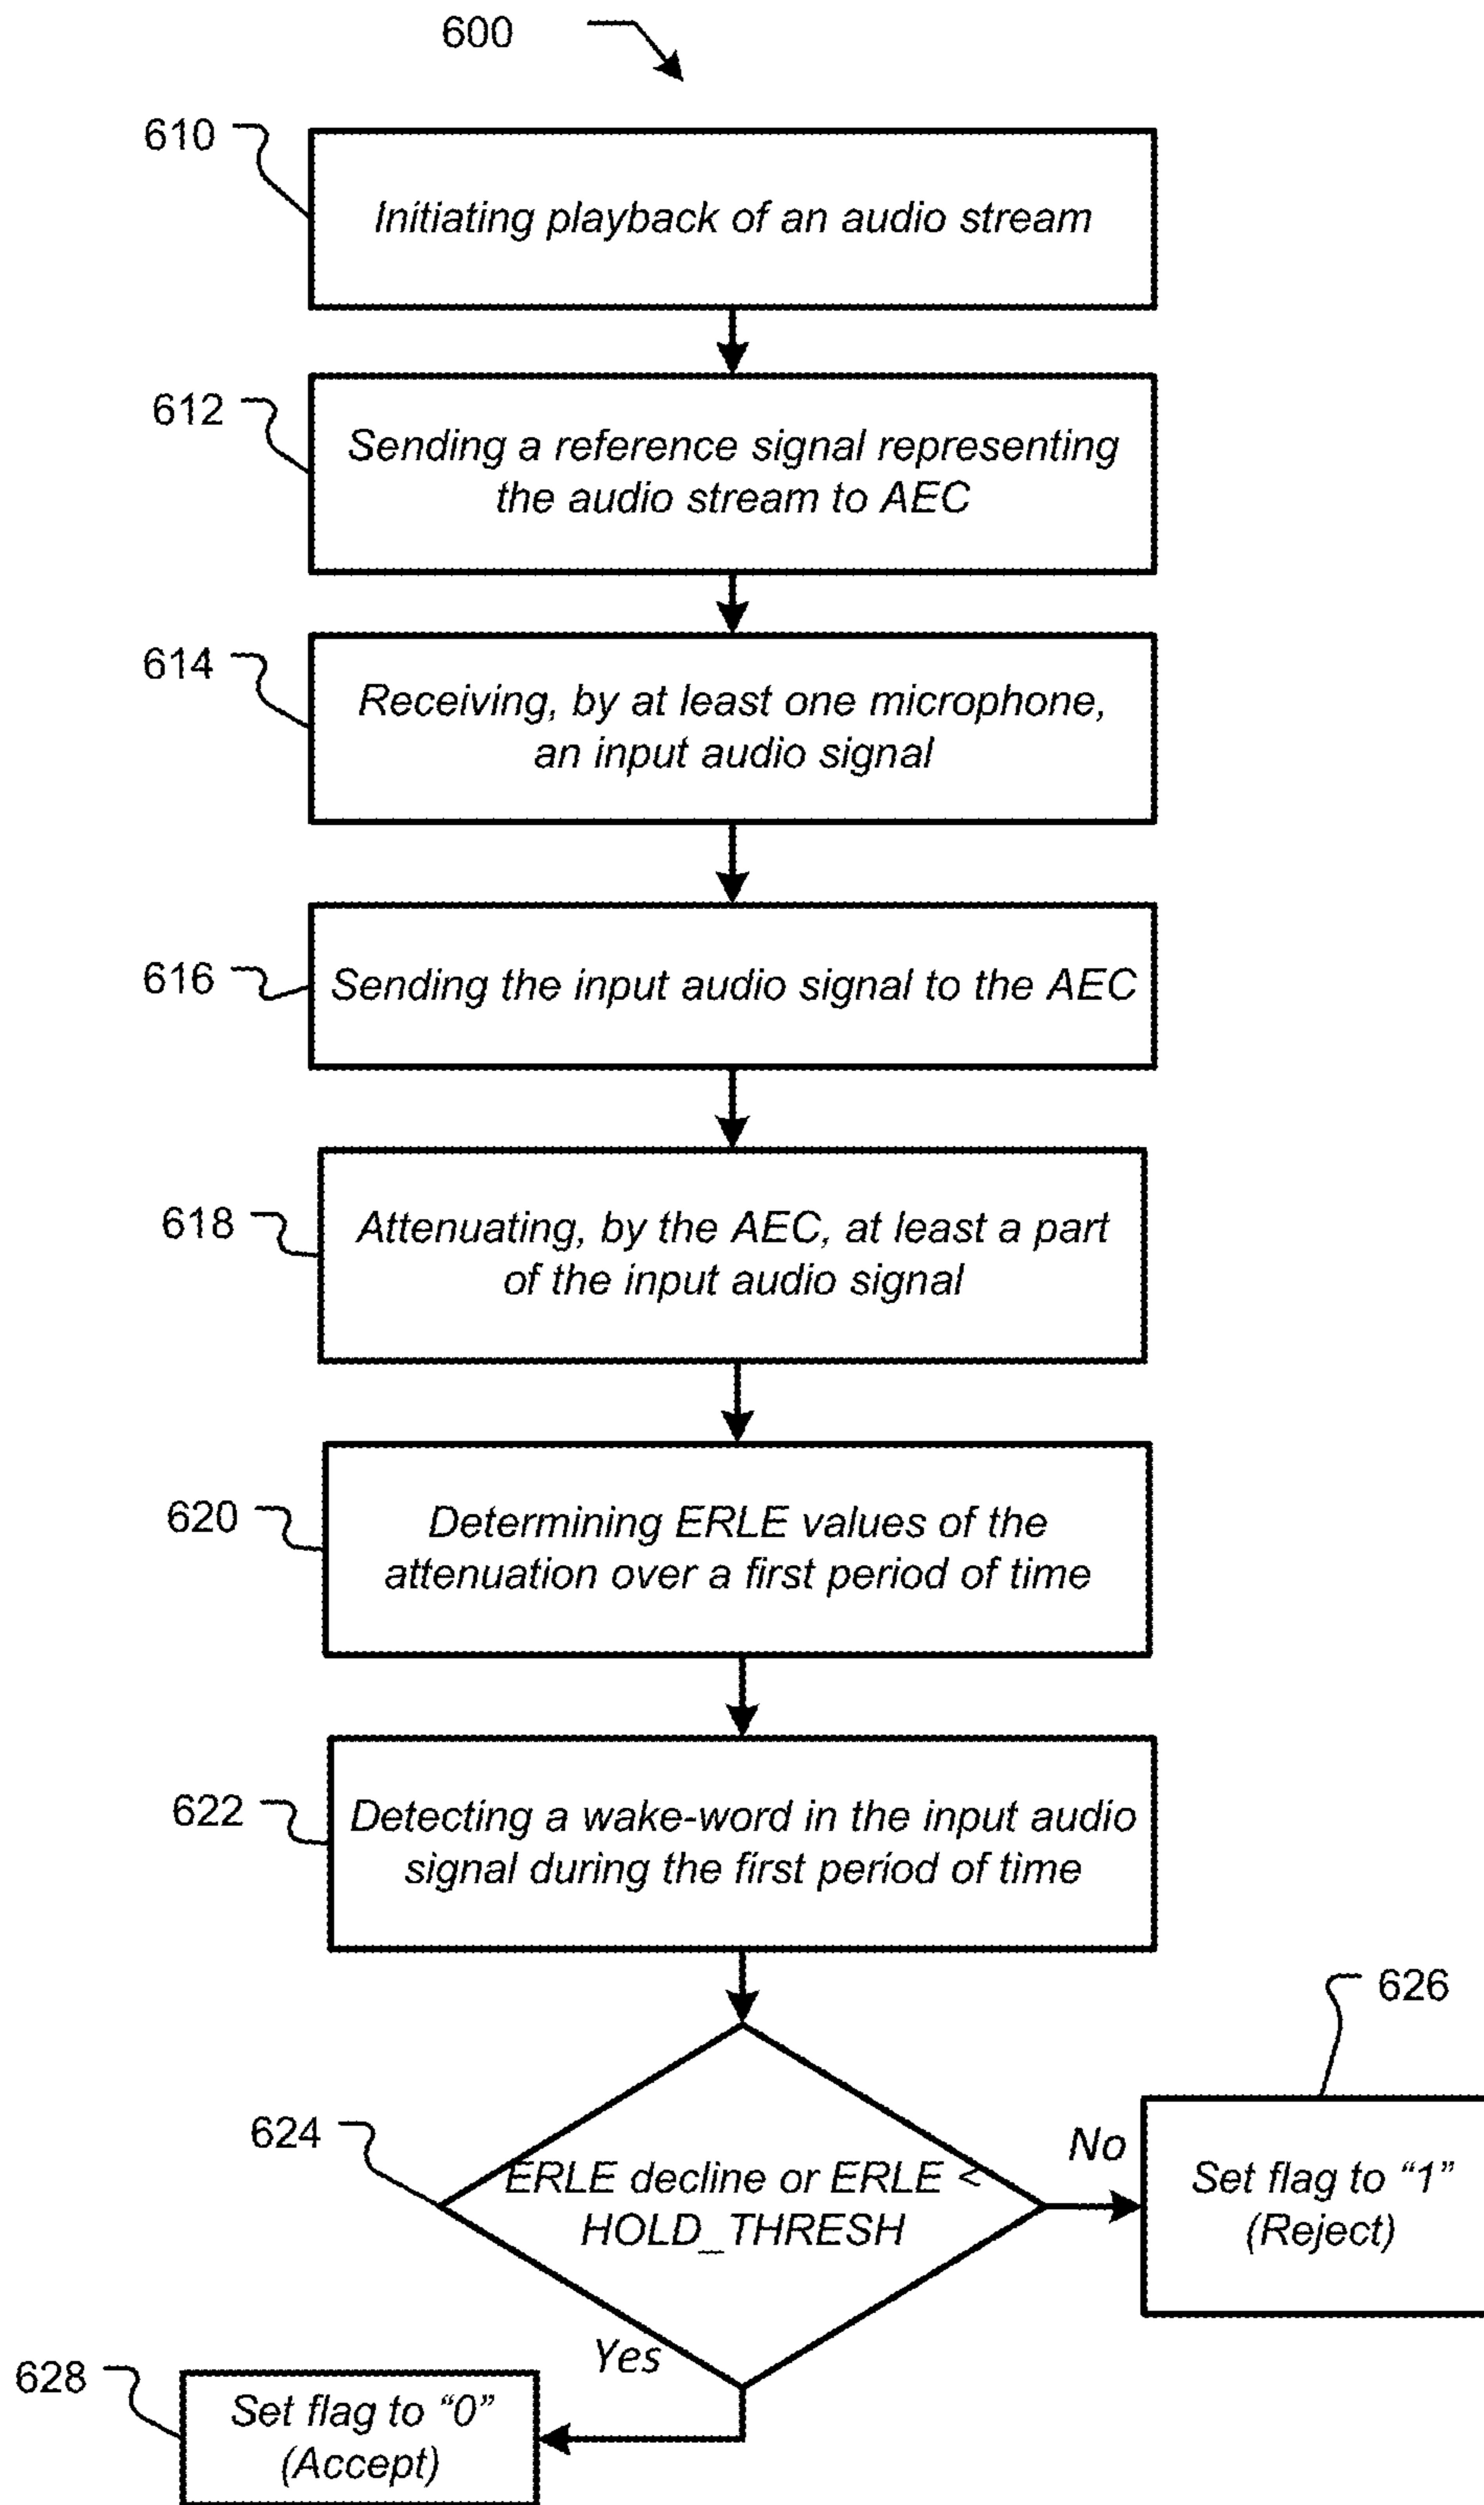 600
610
Initiating playback of an audio stream
612
Sending a reference signal representing
the audio stream to AEC
614
Receiving, by at least one microphone,
an input audio signal
616
Sending the input audio signal to the AEC
618
Attenuating, by the AEC, at least a part
of the input audio signal
620
Determining ERLE values of the
attenuation over a first period of time
622
Detecting a wake-word in the input audio
signal during the first period of time
626
624
ERLE decline or ERLE <
HOLD_THRESH
No
Set flag to “1”
(Reject)
Yes
628
Set flag to “0”
(Accept)